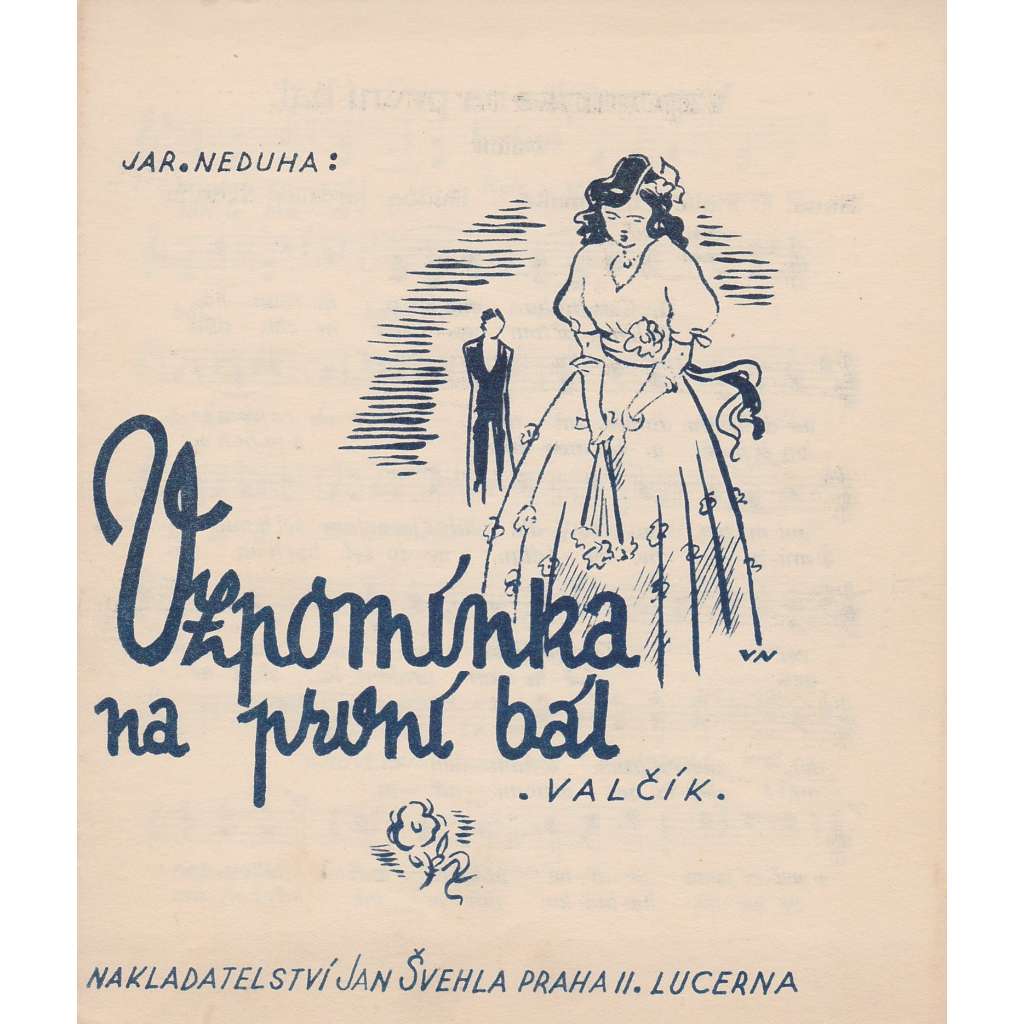 JAR. NEDUHA:
Vzpomínka
na první bál
. VALČÍK.
VN
NAKLADATELSTVÍ JAN ŠVEHLA PRAHA II. LUCERNA